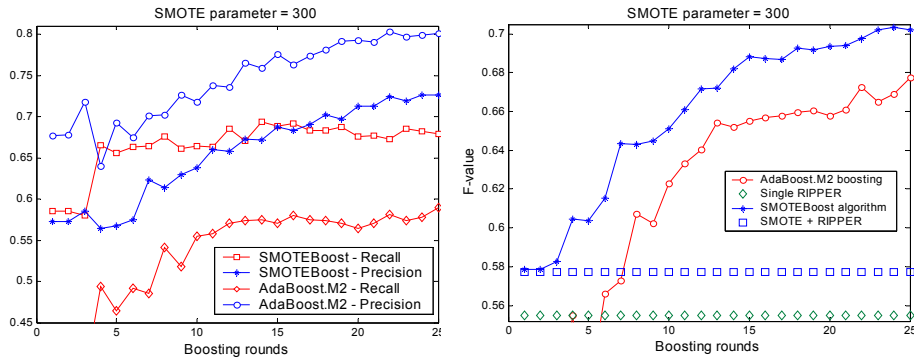 SMOTE parameter = 300
0.8
0.75
0.7
0.65
0.6
0.55
0.5
0.45
0
5
10
15
20
25
Boosting rounds
SMOTEBoost - Recall
SMOTEBoost - Precision
AdaBoost.M2 - Recall
AdaBoost.M2 - Precision
SMOTE parameter = 300
F-value
0.7
0.68
0.66
0.64
0.62
0.6
0.58
0.56
0
5
10
15
20
25
Boosting rounds
AdaBoost.M2 boosting
Single RIPPER
SMOTEBoost algorithm
SMOTE + RIPPER